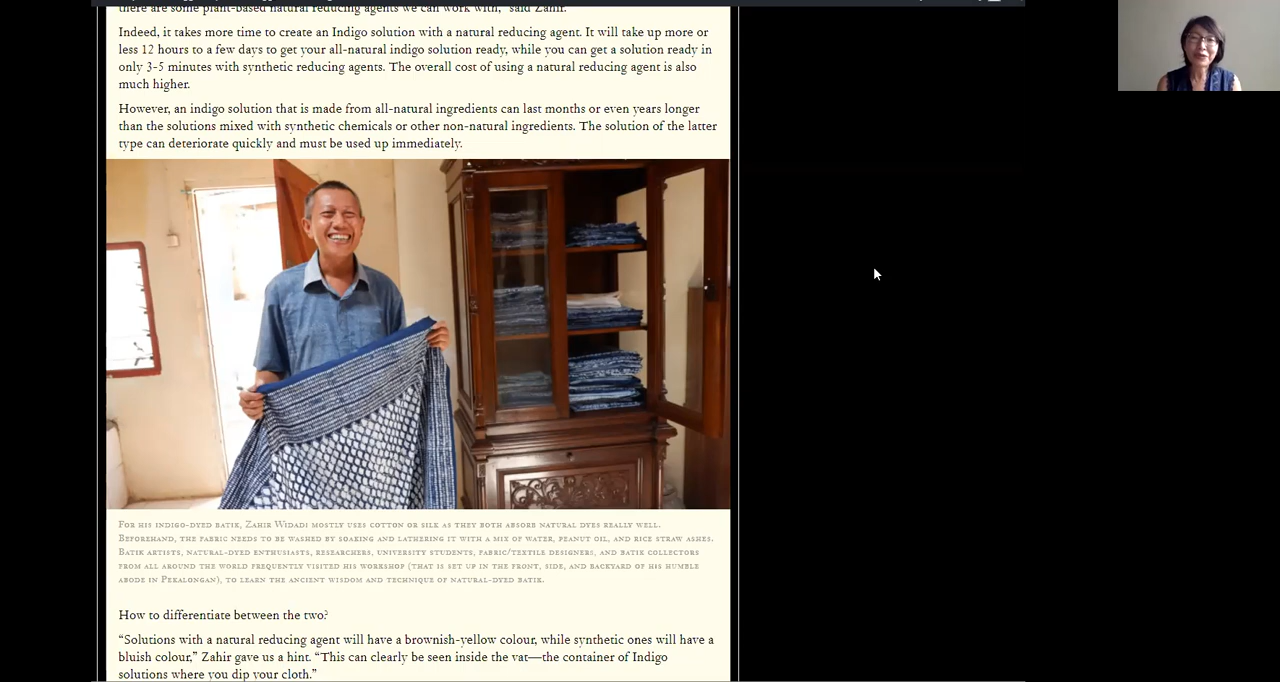 there are some plant-based natural reducing agents we can work with," said Zahir.
Indeed, it takes more time to create an Indigo solution with a natural reducing agent. It will take up more or
less 12 hours to a few days to get your all-natural indigo solution ready, while you can get a solution ready in
only 3-5 minutes with synthetic reducing agents. The overall cost of using a natural reducing agent is also
much higher.
However, an indigo solution that is made from all-natural ingredients can last months or even years longer
than the solutions mixed with synthetic chemicals or other non-natural ingredients. The solution of the latter
type can deteriorate quickly and must be used up immediately.
For his indigo-dyed batik, Zahir Widadi mostly uses cotton or silk as they both absorb natural dyes really well.
Beforehand, the fabric needs to be washed by soaking and lathering it with a mix of water, peanut oil, and rice straw ashes.
Batik artists, natural-dyed enthusiasts, researchers, university students, fabric/textile designers, and batik collectors
from all around the world frequently visited his workshop (that is set up in the front, side, and backyard of his humble
abode in Pekalongan), to learn the ancient wisdom and technique of natural-dyed batik.
How to differentiate between the two?
“Solutions with a natural reducing agent will have a brownish-yellow colour, while synthetic ones will have a
bluish colour,” Zahir gave us a hint. “This can clearly be seen inside the vat—the container of Indigo
solutions where you dip your cloth.”